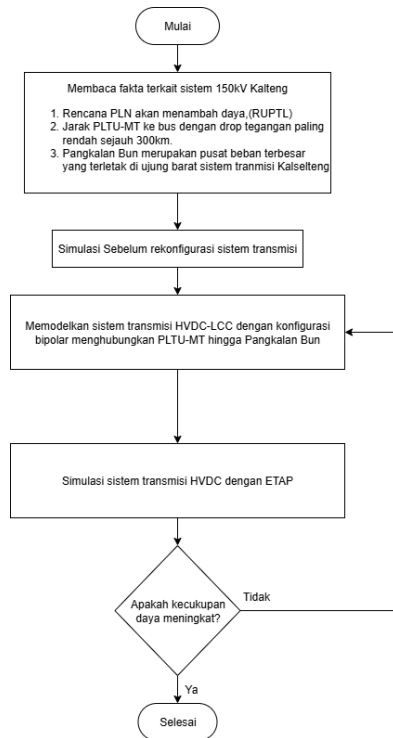 Mulai
Membaca fakta terkait sistem 150kV Kalteng
1. Rencana PLN akan menambah daya,(RUPTL)
2. Jarak PLTU-MT ke bus dengan drop tegangan paling
rendah sejauh 300km.
3. Pangkalan Bun merupakan pusat beban terbesar
yang terletak di ujung barat sistem tranmisi Kalselteng
Simulasi Sebelum rekonfigurasi sistem transmisi
Memodelkan sistem transmisi HVDC-LCC dengan konfigurasi
bipolar menghubungkan PLTU-MT hingga Pangkalan Bun
Simulasi sistem transmisi HVDC dengan ETAP
Apakah kecukupan
daya meningkat?
Tidak
Ya
Selesai